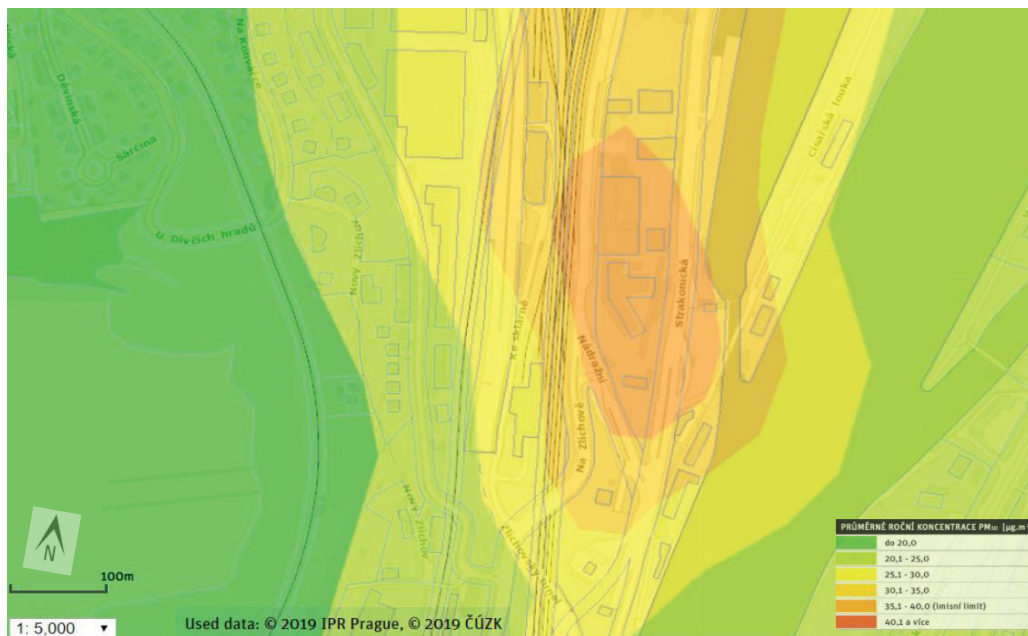 Na Konvářce
Děvínská
Šárčina
U Dívčích hradů
Nový Zlíchov
Ke sklárně
Nádražní
Strakonická
Císařská louka
Na Zlíchově
Nový Zlíchov
Zlíchovský tunel
N
100m
1: 5,000
Used data: © 2019 IPR Prague, © 2019 ČÚZK
PRŮMĚRNÉ ROČNÍ KONCENTRACE PM₁₀ [µg.m
do 20,0
20,1 - 25,0
25,1 - 30,0
30,1 - 35,0
35,1 - 40,0 (imisní limit)
40,1 a více